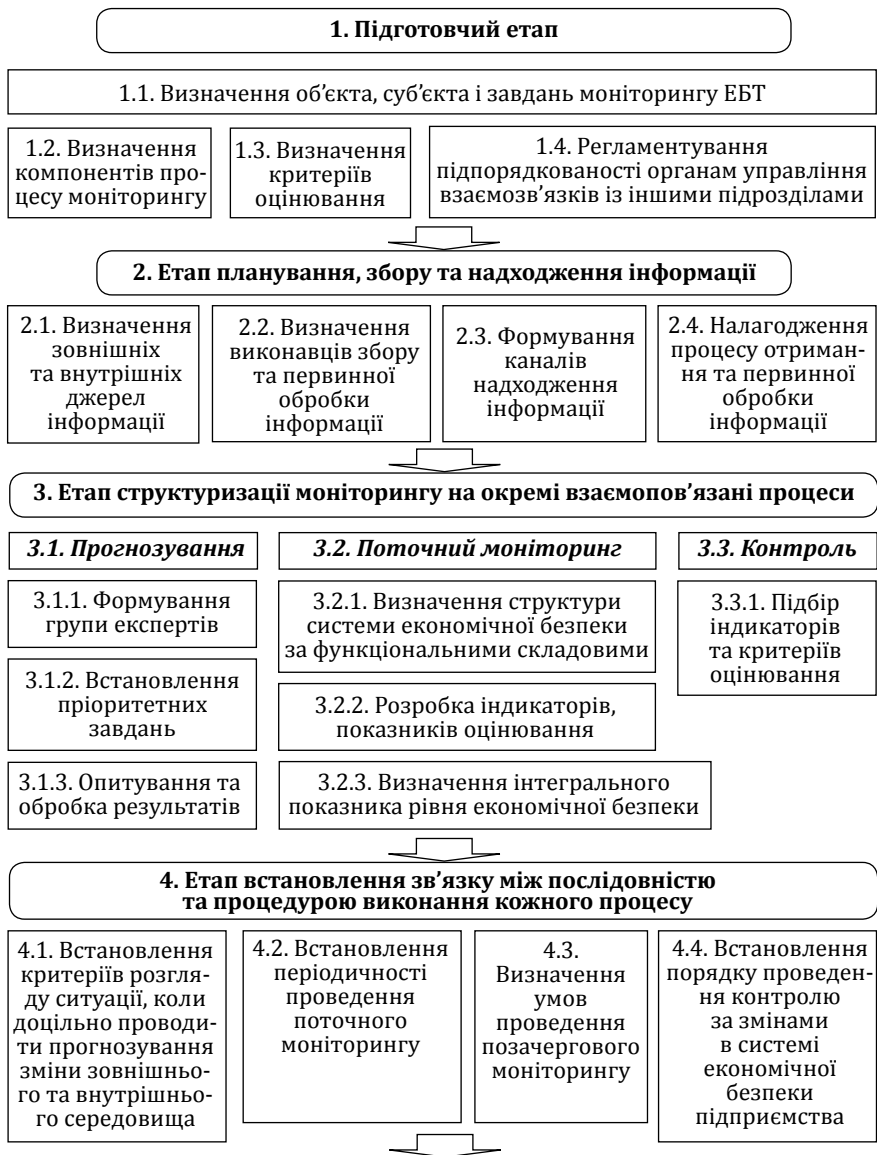 1. Підготовчий етап
1.1. Визначення об’єкта, суб’єкта і завдань моніторингу ЕБТ
1.2. Визначення
компонентів про-
цесу моніторингу
1.3. Визначення
критеріїв
оцінювання
1.4. Регламентування
підпорядкованості органам управління
взаємозв’язків із іншими підрозділами
2. Етап планування, збору та надходження інформації
2.1. Визначення
зовнішніх
та внутрішніх
джерел
інформації
2.2. Визначення
виконавців збору
та первинної
обробки
інформації
2.3. Формування
каналів
надходження
інформації
2.4. Налагодження
процесу отриман-
ня та первинної
обробки
інформації
3. Етап структуризації моніторингу на окремі взаємопов’язані процеси
3.1. Прогнозування
3.1.1. Формування
групи експертів
3.1.2. Встановлення
пріоритетних
завдань
3.1.3. Опитування та
обробка результатів
3.2. Поточний моніторинг
3.2.1. Визначення структури
системи економічної безпеки
за функціональними складовими
3.2.2. Розробка індикаторів,
показників оцінювання
3.2.3. Визначення інтегрального
показника рівня економічної безпеки
3.3. Контроль
3.3.1. Підбір
індикаторів
та критеріїв
оцінювання
4. Етап встановлення зв’язку між послідовністю
та процедурою виконання кожного процесу
4.1. Встановлення
критеріїв розгля-
ду ситуації, коли
доцільно проводи-
ти прогнозування
зміни зовнішньо-
го та внутрішньо-
го середовища
4.2. Встановлення
періодичності
проведення
поточного
моніторингу
4.3.
Визначення
умов
проведення
позачергового
моніторингу
4.4. Встановлення
порядку проведен-
ня контролю
за змінами
в системі
економічної
безпеки
підприємства